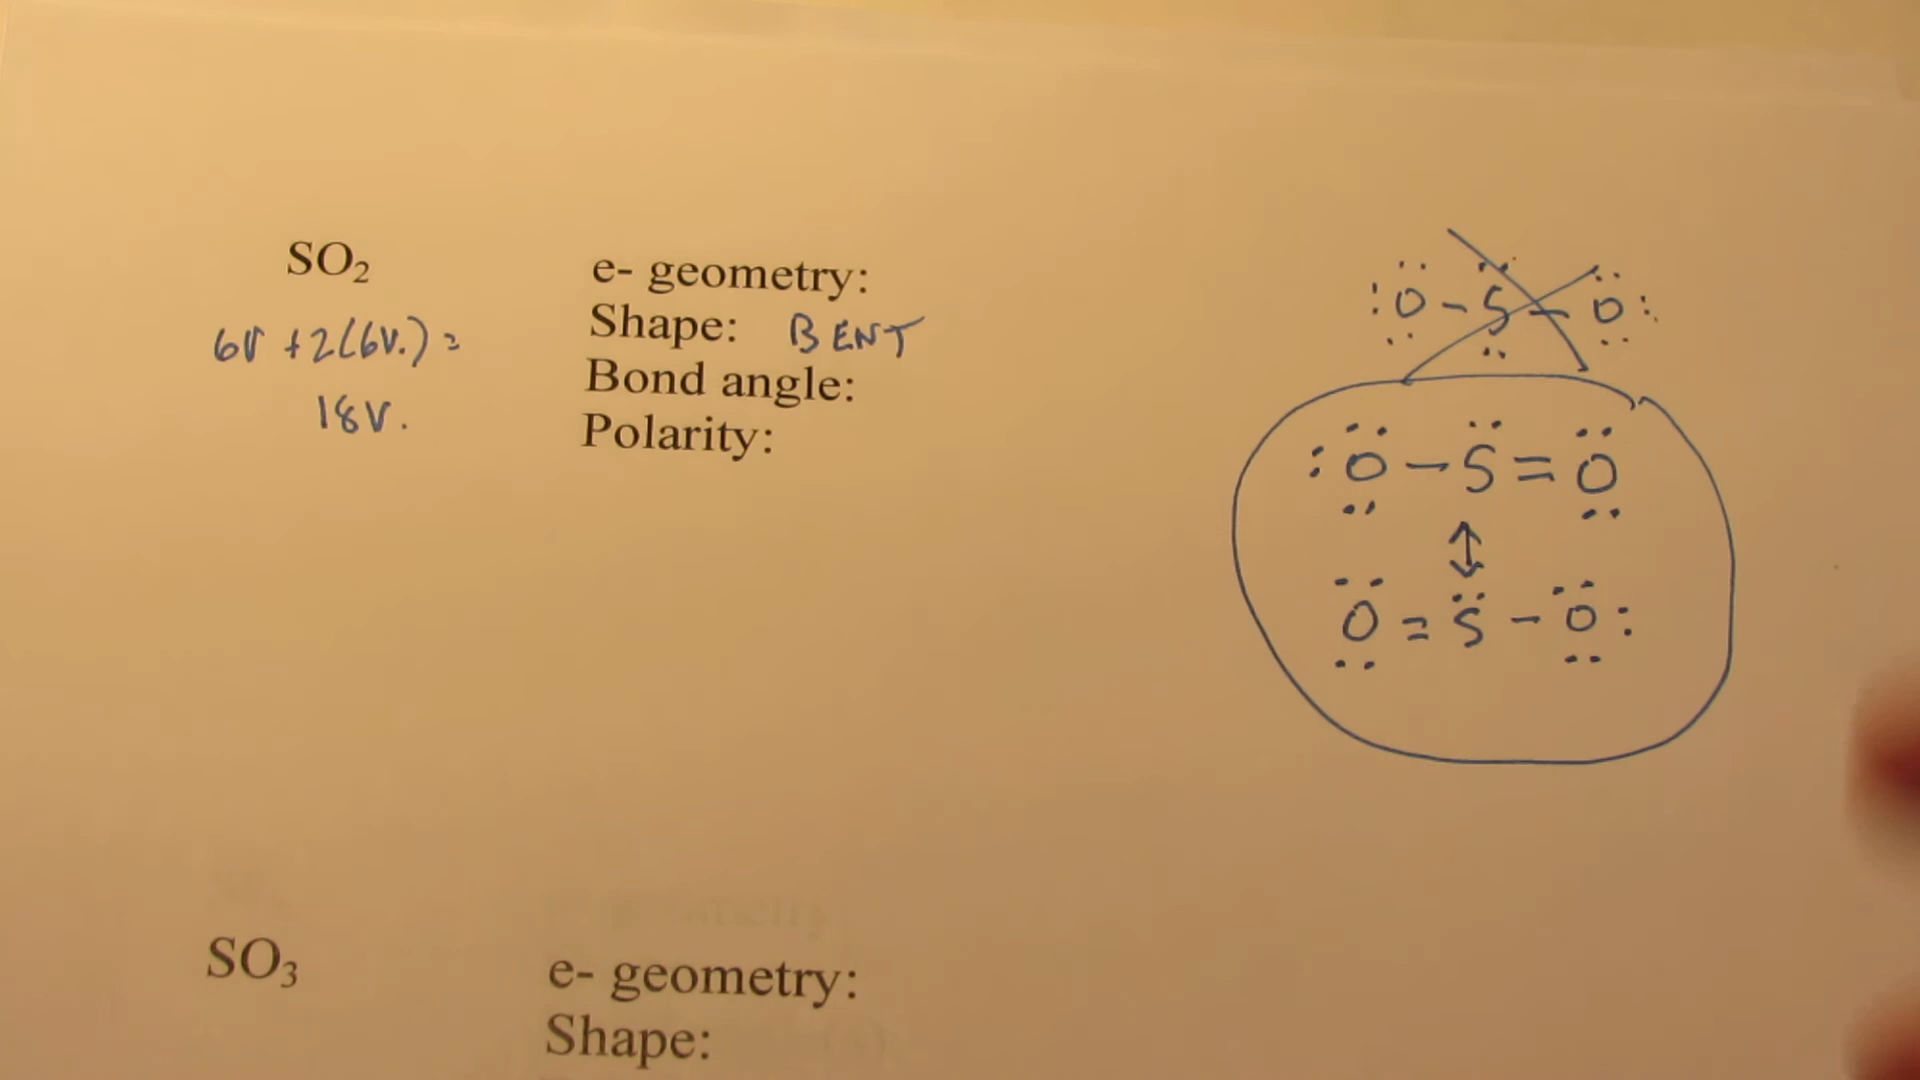 SO₂
6V + 2(6V.) =
18V.
e- geometry:
Shape: BENT
Bond angle:
Polarity:
:O - S - O:
:O - S = O
↕
O = S - O:
SO₃
e- geometry:
Shape: